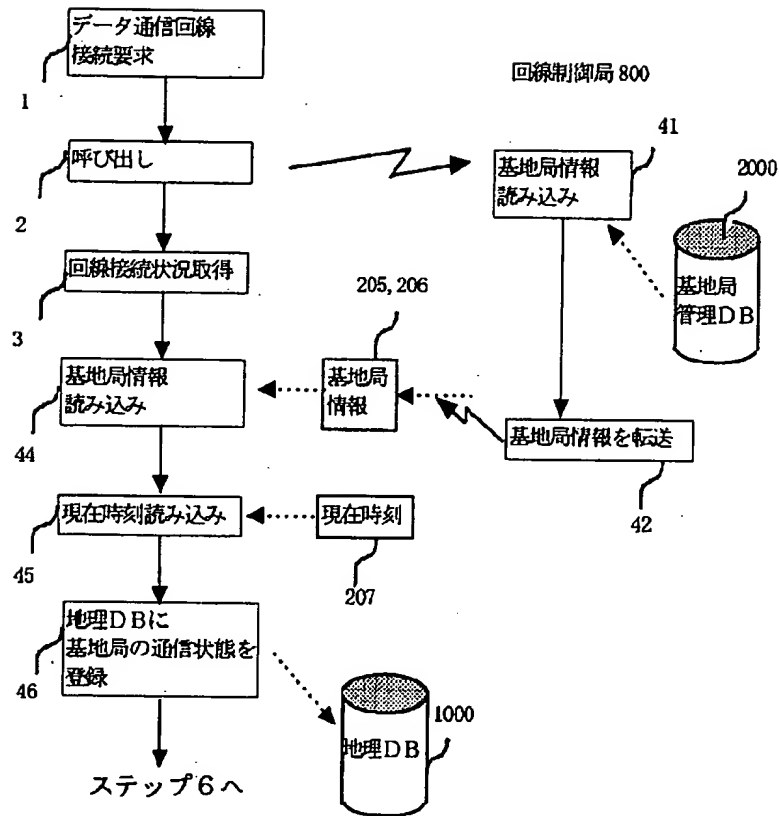 データ通信回線
接続要求
1
回線制御局800
呼び出し
2
41
基地局情報
読み込み
2000
基地局
管理DB
回線接続状況取得
3
205, 206
基地局情報
読み込み
44
基地局
情報
基地局情報を転送
42
現在時刻読み込み
45
現在時刻
207
地理DBに
基地局の通信状態を
登録
46
1000
地理DB
ステップ6へ